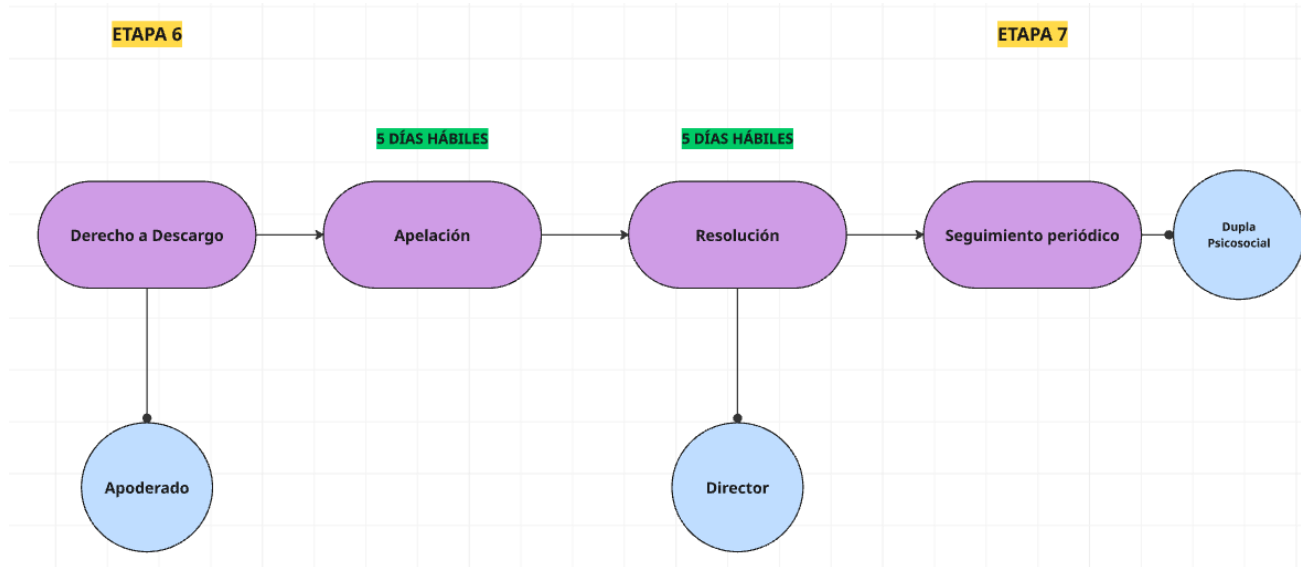 ETAPA 6
ETAPA 7
5 DÍAS HÁBILES
5 DÍAS HÁBILES
Derecho a Descargo
Apelación
Resolución
Seguimiento periódico
Dupla
Psicosocial
Apoderado
Director